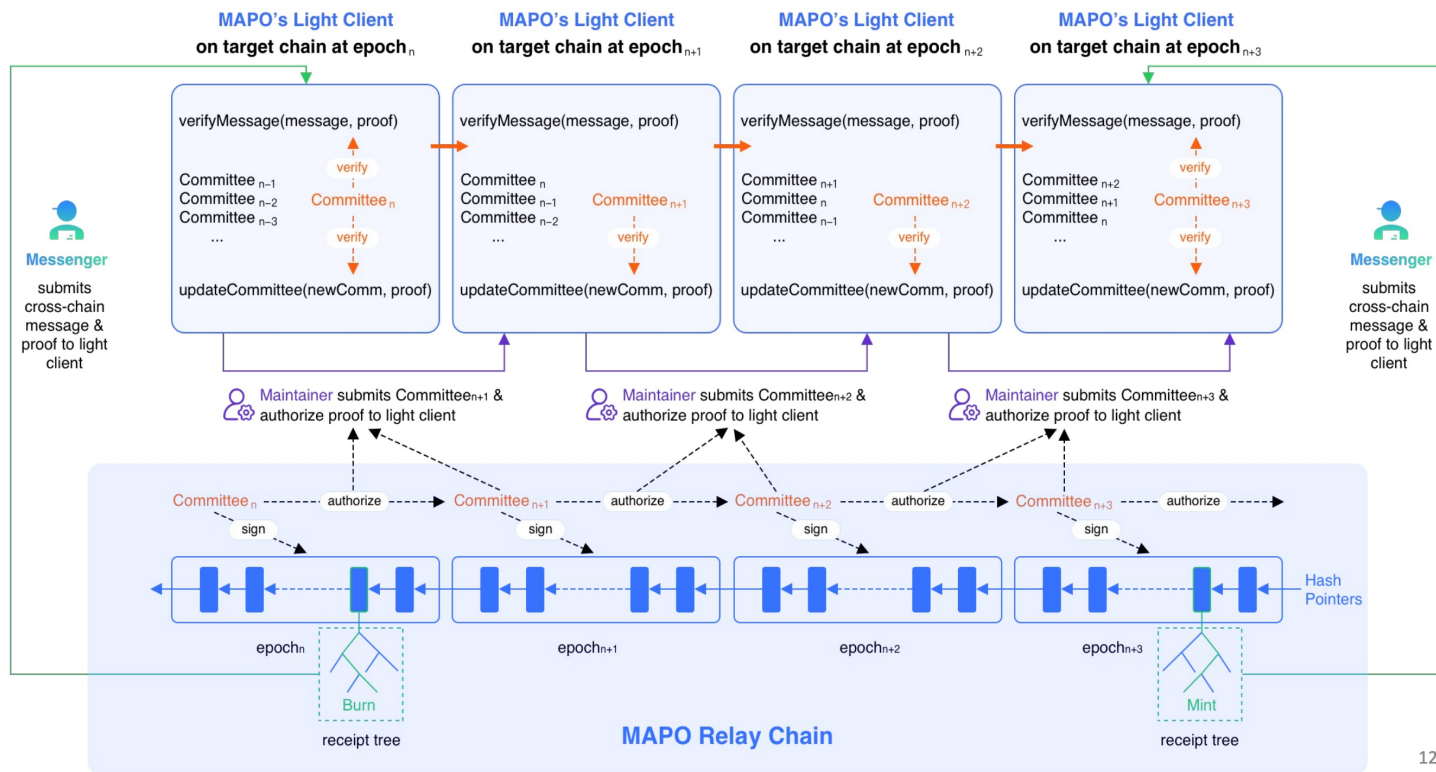 MAPO's Light Client
on target chain at epoch n
MAPO's Light Client
on target chain at epoch n+1
MAPO's Light Client
on target chain at epoch n+2
MAPO's Light Client
on target chain at epoch n+3
verifyMessage(message, proof)
verify
Committee n–1
Committee n–2
Committee n–3
...
Committee n
verify
updateCommittee(newComm, proof)
verifyMessage(message, proof)
Committee n
Committee n–1
Committee n–2
...
Committee n+1
verify
updateCommittee(newComm, proof)
verifyMessage(message, proof)
Committee n+1
Committee n
Committee n–1
...
Committee n+2
verify
updateCommittee(newComm, proof)
verifyMessage(message, proof)
verify
Committee n+2
Committee n+1
Committee n
...
Committee n+3
verify
updateCommittee(newComm, proof)
Messenger
submits
cross-chain
message &
proof to light
client
Messenger
submits
cross-chain
message &
proof to light
client
Maintainer submits Committeen+1 &
authorize proof to light client
Maintainer submits Committeen+2 &
authorize proof to light client
Maintainer submits Committeen+3 &
authorize proof to light client
Committee n
authorize
sign
Committee n+1
authorize
sign
Committee n+2
authorize
sign
Committee n+3
authorize
sign
Hash
Pointers
epochn
epochn+1
epochn+2
epochn+3
Burn
receipt tree
Mint
receipt tree
MAPO Relay Chain
12